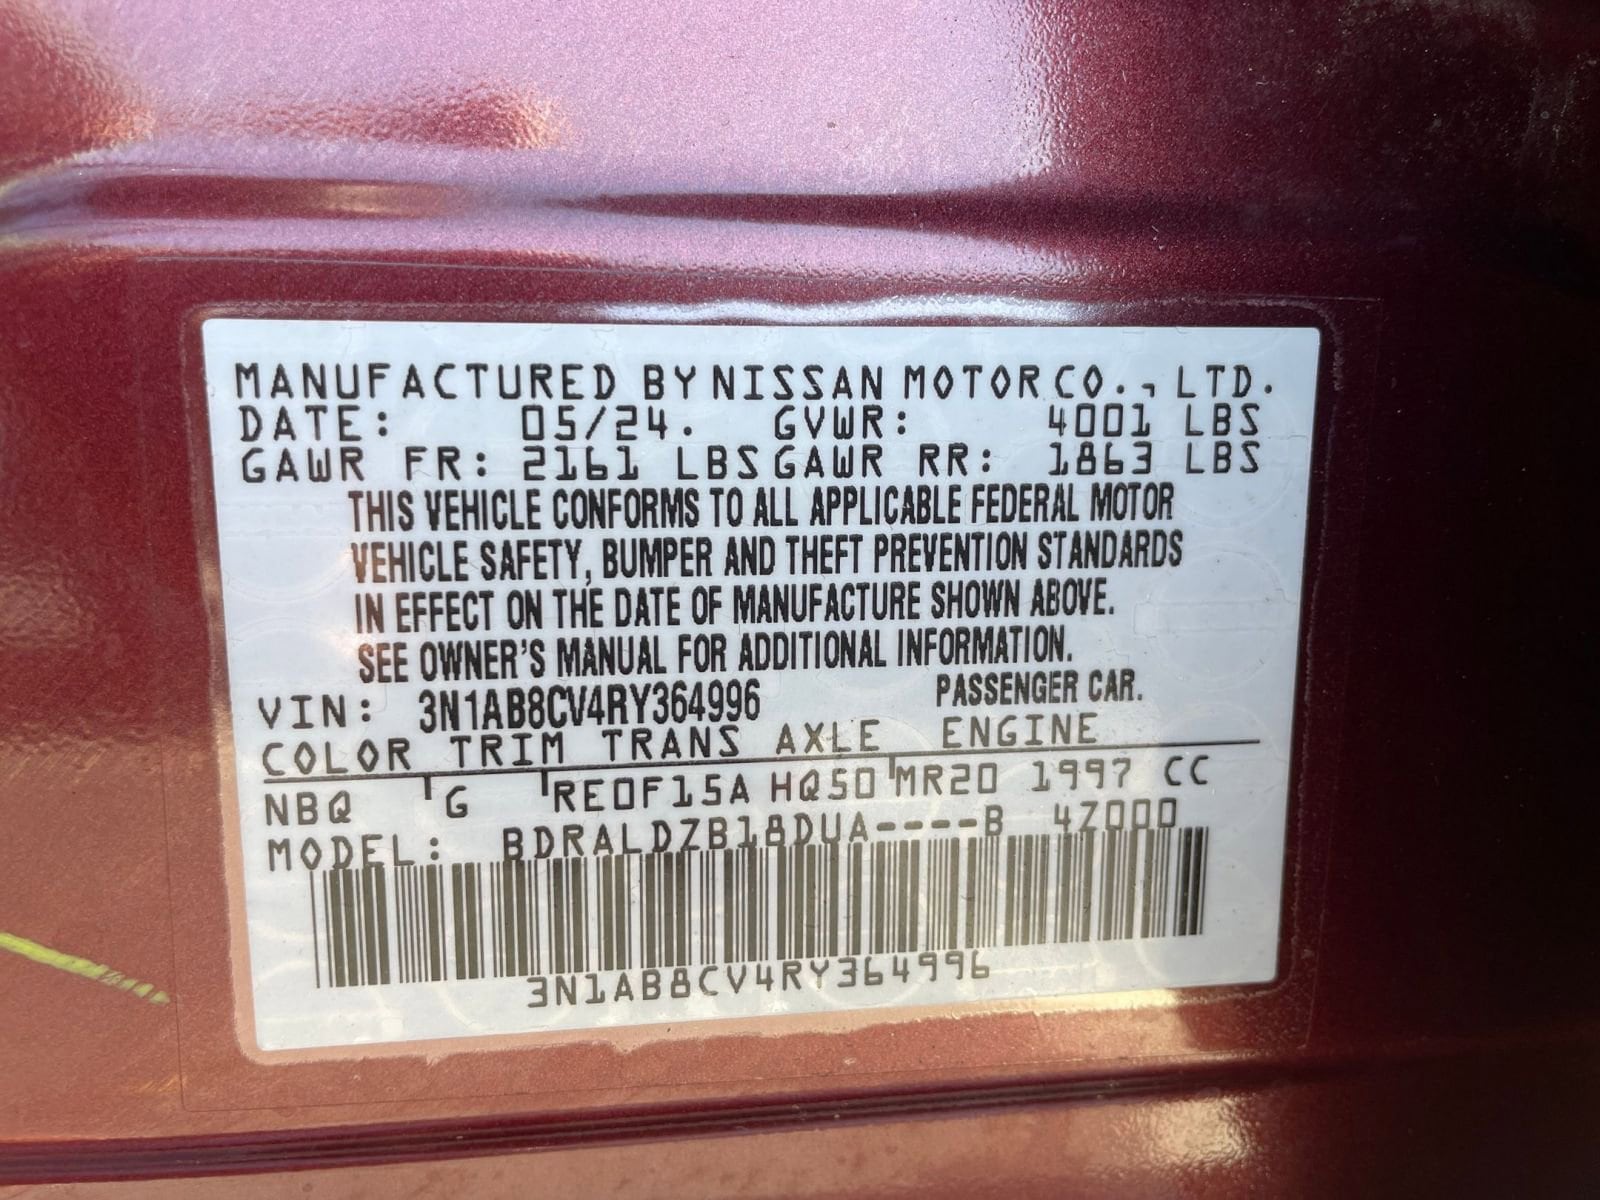 MANUFACTURED BY NISSAN MOTOR CO., LTD.
DATE: 05/24. GVWR: 4001 LBS
GAWR FR: 2161 LBS GAWR RR: 1863 LBS
THIS VEHICLE CONFORMS TO ALL APPLICABLE FEDERAL MOTOR
VEHICLE SAFETY, BUMPER AND THEFT PREVENTION STANDARDS
IN EFFECT ON THE DATE OF MANUFACTURE SHOWN ABOVE.
SEE OWNER'S MANUAL FOR ADDITIONAL INFORMATION.
VIN: 3N1AB8CV4RY364996 PASSENGER CAR.
COLOR TRIM TRANS AXLE ENGINE
NBQ G RE0F15A HQ50 MR20 1997 CC
MODEL: BDRALDZB18DUA----B 4Z000
3N1AB8CV4RY364996